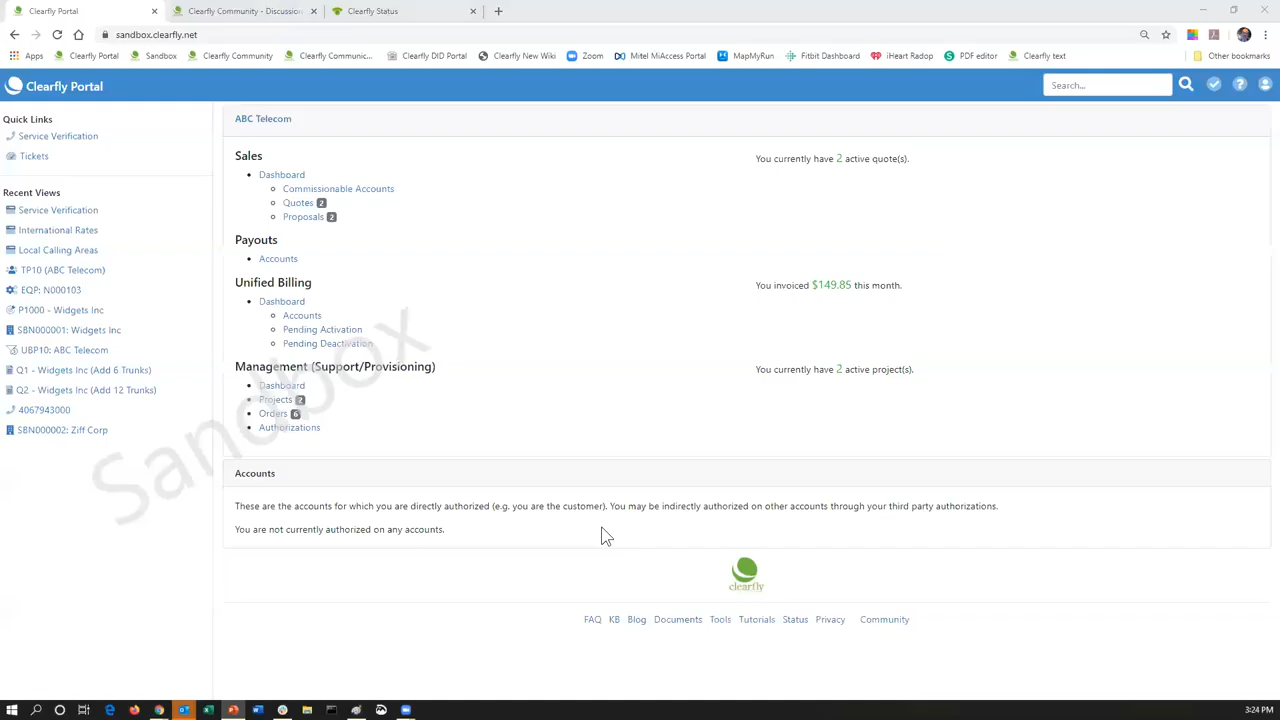 Clearfly Portal
Clearfly Community - Discussion
Clearfly Status
sandbox.clearfly.net
Apps
Clearfly Portal
Sandbox
Clearfly Community
Clearfly Communic...
Clearfly DID Portal
Clearfly New Wiki
Zoom
Mitel MiAccess Portal
MapMyRun
Fitbit Dashboard
iHeart Radop
PDF editor
Clearfly text
Other bookmarks
Clearfly Portal
Search...
Quick Links
Service Verification
Tickets
Recent Views
Service Verification
International Rates
Local Calling Areas
TP10 (ABC Telecom)
EQP: N000103
P1000 - Widgets Inc
SBN000001: Widgets Inc
UBP10: ABC Telecom
Q1 - Widgets Inc (Add 6 Trunks)
Q2 - Widgets Inc (Add 12 Trunks)
4067943000
SBN000002: Ziff Corp
ABC Telecom
Sales
You currently have 2 active quote(s).
Dashboard
Commissionable Accounts
Quotes 2
Proposals 2
Payouts
Accounts
Unified Billing
You invoiced $149.85 this month.
Dashboard
Accounts
Pending Activation
Pending Deactivation
Management (Support/Provisioning)
You currently have 2 active project(s).
Dashboard
Projects 2
Orders 6
Authorizations
Sandbox
Accounts
These are the accounts for which you are directly authorized (e.g. you are the customer). You may be indirectly authorized on other accounts through your third party authorizations.
You are not currently authorized on any accounts.
clearfly
FAQ KB Blog Documents Tools Tutorials Status Privacy Community
3:24 PM